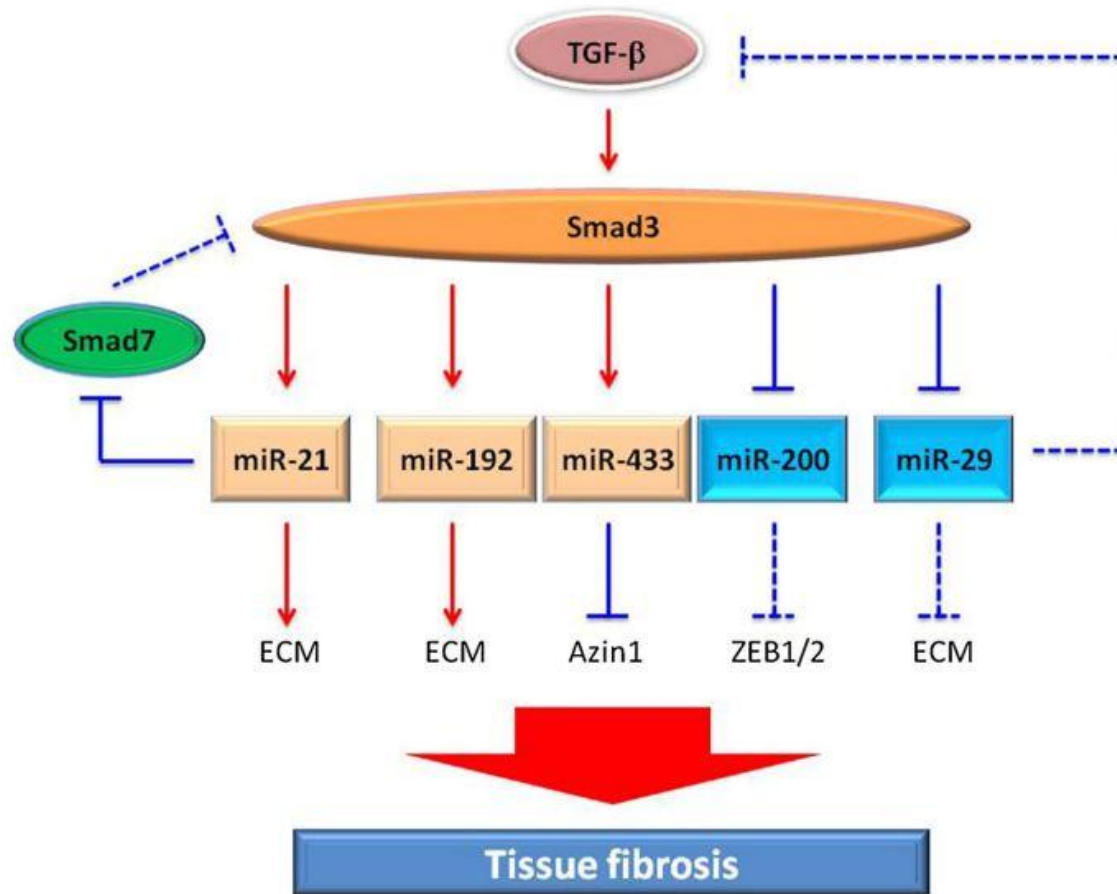 TGF-β
Smad3
Smad7
miR-21
miR-192
miR-433
miR-200
miR-29
ECM
ECM
Azin1
ZEB1/2
ECM
Tissue fibrosis